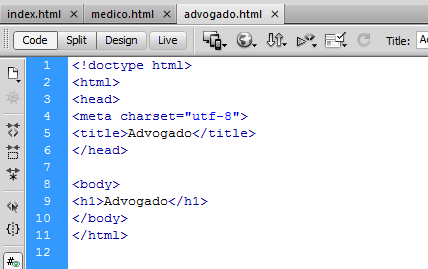 index.html × medico.html × advogado.html ×
Code Split Design Live Title:
1 <!doctype html>
2 <html>
3 <head>
4 <meta charset="utf-8">
5 <title>Advogado</title>
6 </head>
7
8 <body>
9 <h1>Advogado</h1>
10 </body>
11 </html>
12